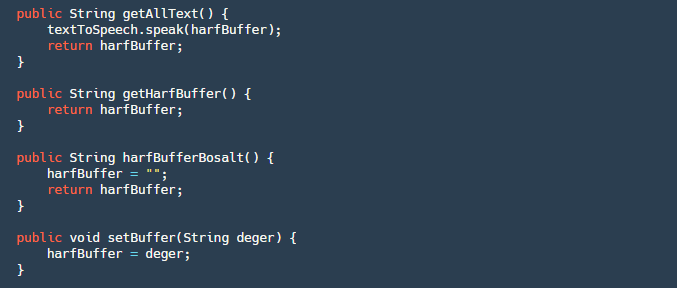 public String getAllText() {
    textToSpeech.speak(harfBuffer);
    return harfBuffer;
}

public String getHarfBuffer() {
    return harfBuffer;
}

public String harfBufferBosalt() {
    harfBuffer = "";
    return harfBuffer;
}

public void setBuffer(String deger) {
    harfBuffer = deger;
}